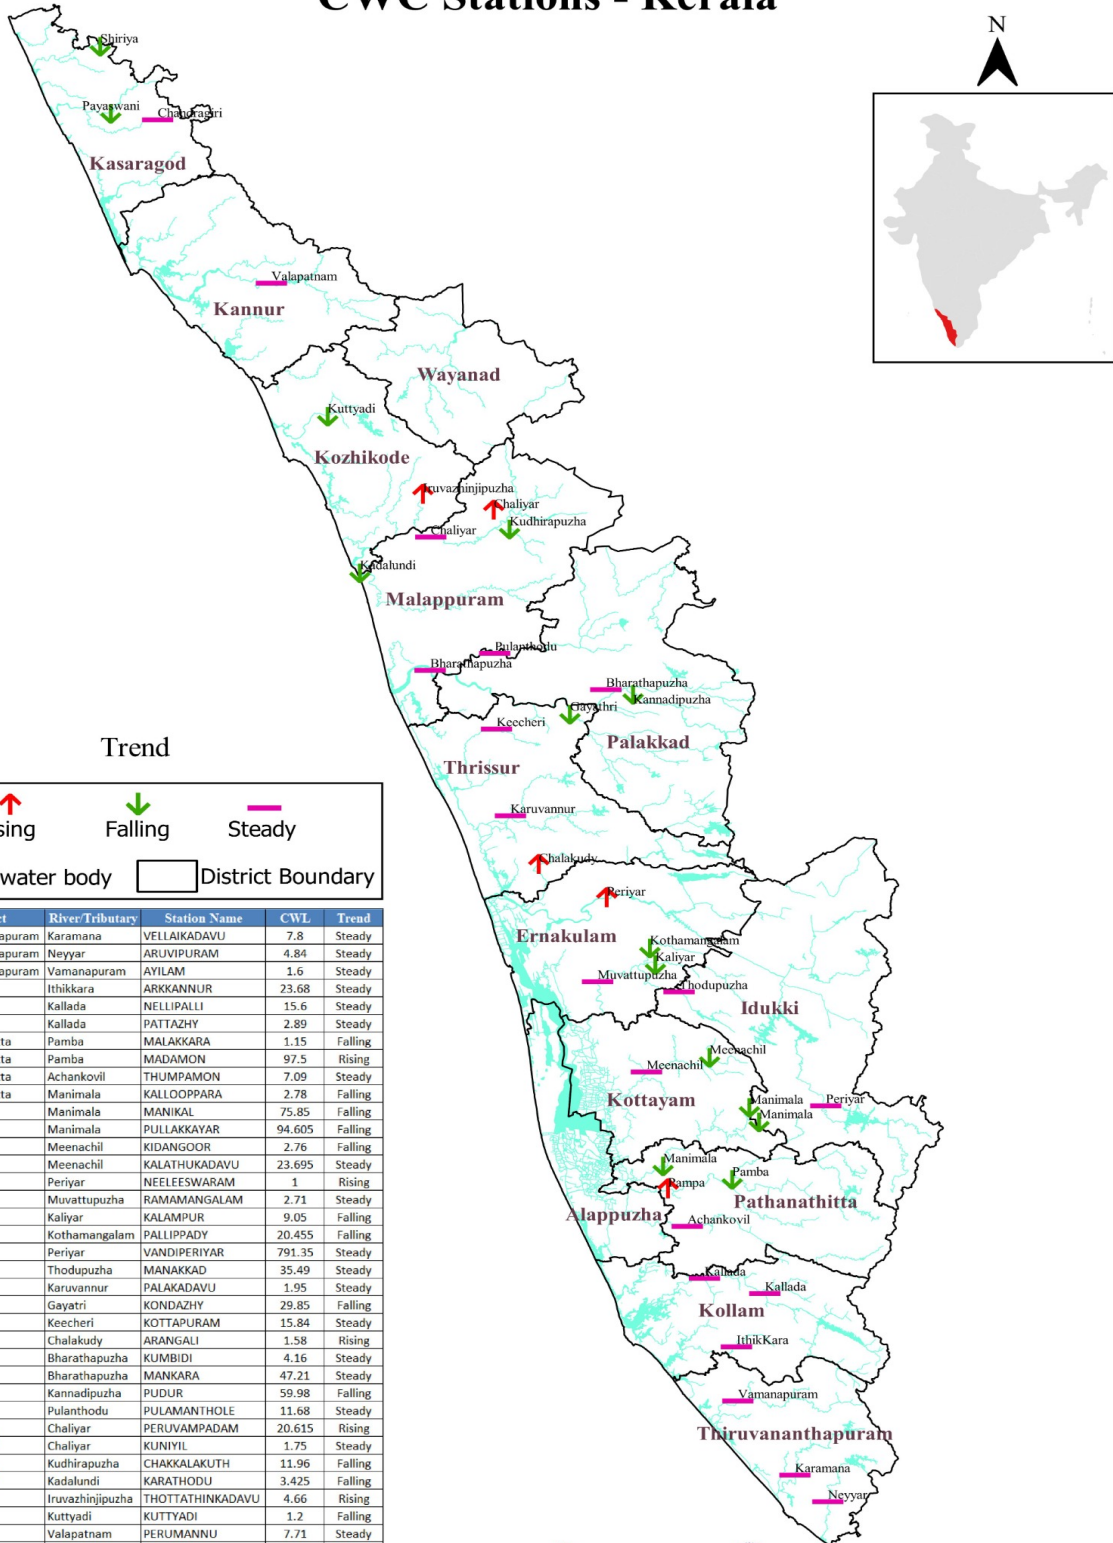 CWC Stations - Kerala
N
Shiriya
Payaswani
Chandragiri
Kasaragod
Valapatnam
Kannur
Wayanad
Kuttyadi
Kozhikode
Iruvazhinjipuzha
Chaliyar
Kudhirapuzha
Chaliyar
Kadalundi
Malappuram
Pulanthodu
Bharathapuzha
Bharathapuzha
Kannadipuzha
Gayathri
Keecheri
Palakkad
Thrissur
Karuvannur
Chalakudy
Periyar
Ernakulam
Kothamangalam
Kaliyar
Muvattupuzha
Thodupuzha
Idukki
Meenachil
Meenachil
Kottayam
Manimala
Periyar
Manimala
Manimala
Pamba
Pampa
Pathanathitta
Alappuzha
Achankovil
Kallada
Kallada
Kollam
IthikKara
Vamanapuram
Thiruvananthapuram
Karamana
Neyyar
Trend
sing Falling Steady
water body District Boundary
ct River/Tributary Station Name CWL Trend
apuram Karamana VELLAIKADAVU 7.8 Steady
apuram Neyyar ARUVIPURAM 4.84 Steady
apuram Vamanapuram AYILAM 1.6 Steady
Ithikkara ARKKANNUR 23.68 Steady
Kallada NELLIPALLI 15.6 Steady
Kallada PATTAZHY 2.89 Steady
ta Pamba MALAKKARA 1.15 Falling
ta Pamba MADAMON 97.5 Rising
ta Achankovil THUMPAMON 7.09 Steady
ta Manimala KALLOOPPARA 2.78 Falling
Manimala MANIKAL 75.85 Falling
Manimala PULLAKKAYAR 94.605 Falling
Meenachil KIDANGOOR 2.76 Falling
Meenachil KALATHUKADAVU 23.695 Steady
Periyar NEELEESWARAM 1 Rising
Muvattupuzha RAMAMANGALAM 2.71 Steady
Kaliyar KALAMPUR 9.05 Falling
Kothamangalam PALLIPPADY 20.455 Falling
Periyar VANDIPERIYAR 791.35 Steady
Thodupuzha MANAKKAD 35.49 Steady
Karuvannur PALAKADAVU 1.95 Steady
Gayatri KONDAZHY 29.85 Falling
Keecheri KOTTAPURAM 15.84 Steady
Chalakudy ARANGALI 1.58 Rising
Bharathapuzha KUMBIDI 4.16 Steady
Bharathapuzha MANKARA 47.21 Steady
Kannadipuzha PUDUR 59.98 Falling
Pulanthodu PULAMANTHOLE 11.68 Steady
Chaliyar PERUVAMPADAM 20.615 Rising
Chaliyar KUNIYIL 1.75 Steady
Kudhirapuzha CHAKKALAKUTH 11.96 Falling
Kadalundi KARATHODU 3.425 Falling
Iruvazhinjipuzha THOTTATHINKADAVU 4.66 Rising
Kuttyadi KUTTYADI 1.2 Falling
Valapatnam PERUMANNU 7.71 Steady